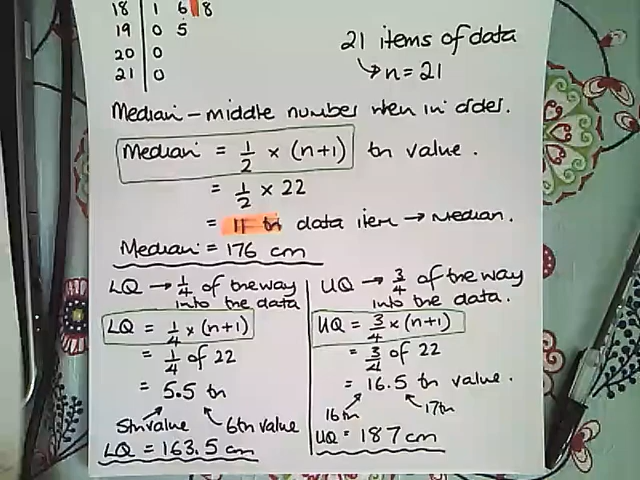 18 | 1 6 8
19 | 0 5
20 | 0
21 | 0
21 items of data
→ n = 21
Median – middle number when in order.
Median = 1/2 × (n+1) th value.
= 1/2 × 22
= 11 th data item → Median.
Median = 176 cm
LQ → 1/4 of the way
into the data
LQ = 1/4 × (n+1)
= 1/4 of 22
= 5.5 th
5th value 6th value
LQ = 163.5 cm
UQ → 3/4 of the way
into the data.
UQ = 3/4 × (n+1)
= 3/4 of 22
= 16.5 th value.
16th 17th
UQ = 187 cm